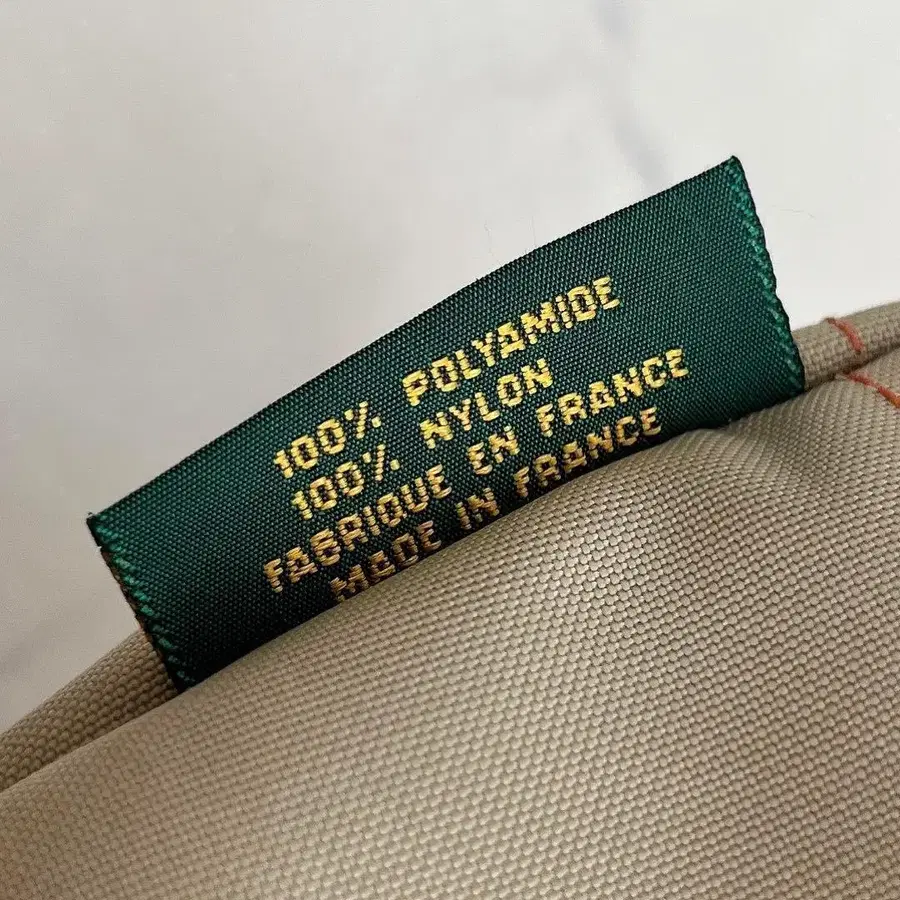 100% POLYAMIDE
100% NYLON
FABRIQUE EN FRANCE
MADE IN FRANCE